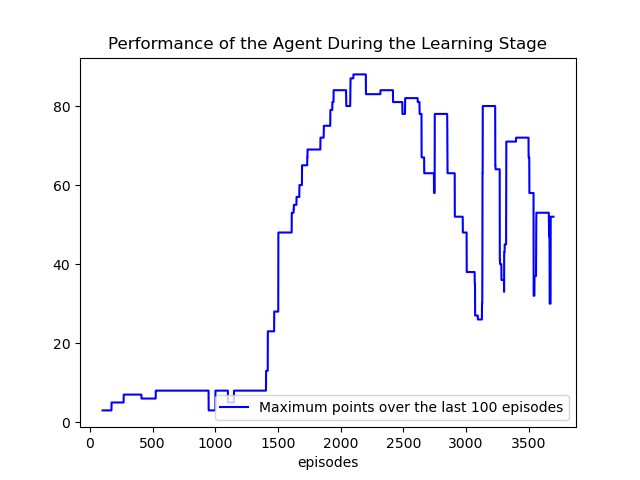 Performance of the Agent During the Learning Stage
80
60
40
20
0
Maximum points over the last 100 episodes
0 500 1000 1500 2000 2500 3000 3500
episodes